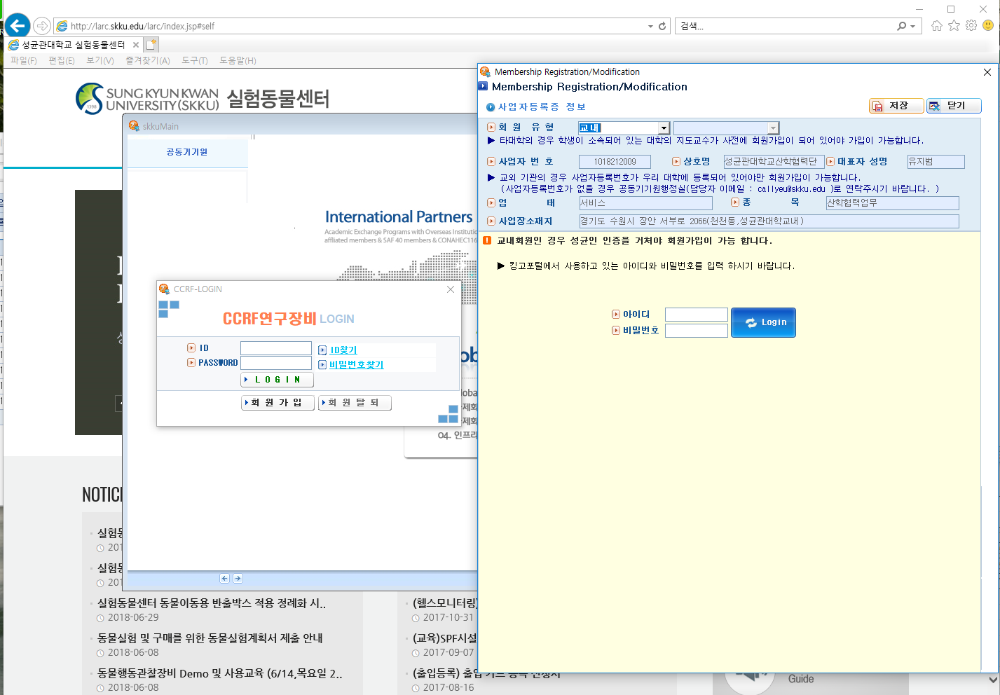 http://larc.skku.edu/larc/index.jsp#self
검색...
성균관대학교 실험동물센터
파일(F) 편집(E) 보기(V) 즐겨찾기(A) 도구(T) 도움말(H)
SUNG KYUN KWAN
UNIVERSITY(SKKU)
1398
실험동물센터
skkuMain
공동기기원
International Partners
Academic Exchange Programs with Overseas Institutio
affliated members & SAF 40 members & CONAHEC116
CCRF-LOGIN
CCRF연구장비 LOGIN
ID
ID찾기
PASSWORD
비밀번호찾기
LOGIN
회 원 가 입
회 원 탈 퇴
04. 인프라
Membership Registration/Modification
Membership Registration/Modification
사업자등록증 정보
저장
닫기
회 원 유 형
교내
▶ 타대학의 경우 학생이 소속되어 있는 대학의 지도교수가 사전에 회원가입이 되어 있어야 가입이 가능합니다.
사업자 번 호 1018212009 상호명 성균관대학교산학협력단 대표자 성명 유지범
▶ 교외 기관의 경우 사업자등록번호가 우리 대학에 등록되어 있어야만 회원가입이 가능합니다.
(사업자등록번호가 없을 경우 공동기기원행정실(담당자 이메일 : callyeu@skku.edu )로 연락주시기 바랍니다. )
업 태 서비스 종 목 산학협력업무
사업장소재지 경기도 수원시 장안 서부로 2066(천천동,성균관대학교내)
교내회원인 경우 성균인 인증을 거쳐야 회원가입이 가능 합니다.
▶ 킹고포털에서 사용하고 있는 아이디와 비밀번호를 입력 하시기 바랍니다.
아이디
비밀번호
Login
NOTIC
실험동
201
실험동
201
실험동물센터 동물이동용 반출박스 적용 정례화 시..
2018-06-29
동물실험 및 구매를 위한 동물실험계획서 제출 안내
2018-06-08
동물행동관찰장비 Demo 및 사용교육 (6/14,목요일 2..
2018-06-08
(헬스모니터링)
2017-10-31
(교육)SPF시설
2017-09-07
(출입등록) 출입
2017-08-16
Guide